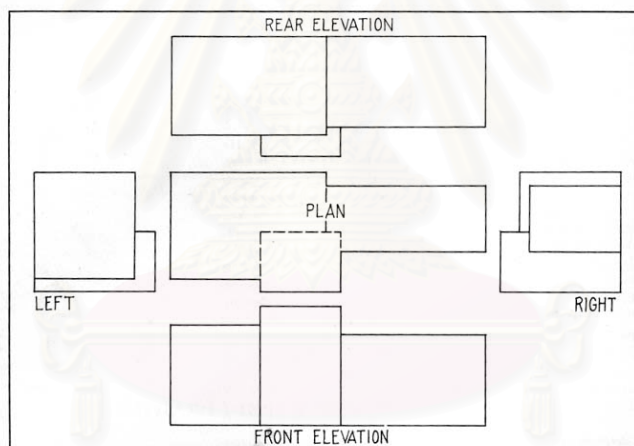 REAR ELEVATION
PLAN
LEFT
RIGHT
FRONT ELEVATION